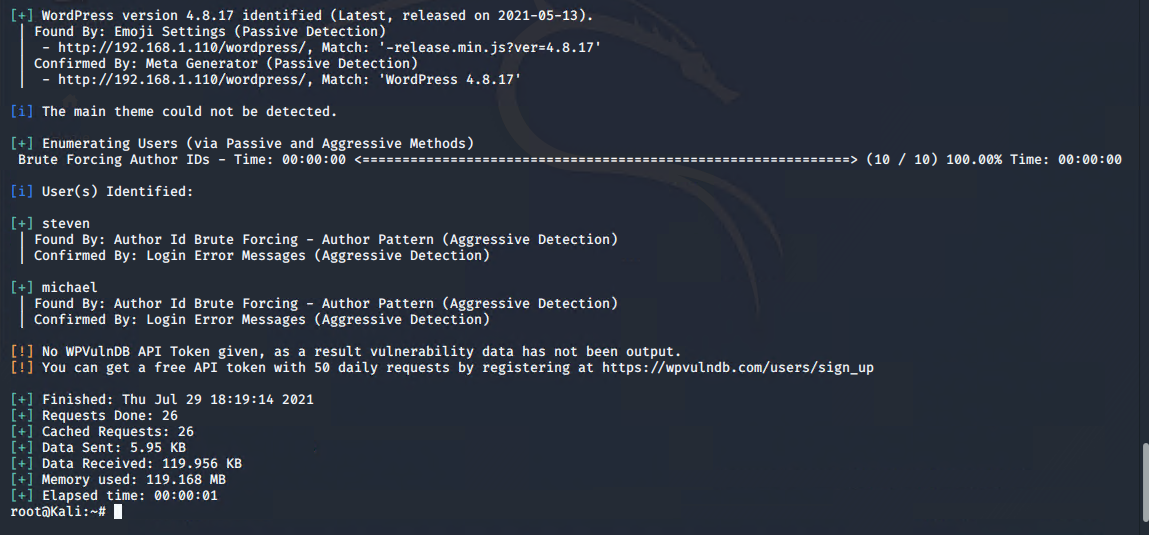 [+] WordPress version 4.8.17 identified (Latest, released on 2021-05-13).
| Found By: Emoji Settings (Passive Detection)
|  - http://192.168.1.110/wordpress/, Match: '-release.min.js?ver=4.8.17'
| Confirmed By: Meta Generator (Passive Detection)
|  - http://192.168.1.110/wordpress/, Match: 'WordPress 4.8.17'
[i] The main theme could not be detected.
[+] Enumerating Users (via Passive and Aggressive Methods)
Brute Forcing Author IDs - Time: 00:00:00 <=============================================================> (10 / 10) 100.00% Time: 00:00:00
[i] User(s) Identified:
[+] steven
| Found By: Author Id Brute Forcing - Author Pattern (Aggressive Detection)
| Confirmed By: Login Error Messages (Aggressive Detection)
[+] michael
| Found By: Author Id Brute Forcing - Author Pattern (Aggressive Detection)
| Confirmed By: Login Error Messages (Aggressive Detection)
[!] No WPVulnDB API Token given, as a result vulnerability data has not been output.
[!] You can get a free API token with 50 daily requests by registering at https://wpvulndb.com/users/sign_up
[+] Finished: Thu Jul 29 18:19:14 2021
[+] Requests Done: 26
[+] Cached Requests: 26
[+] Data Sent: 5.95 KB
[+] Data Received: 119.956 KB
[+] Memory used: 119.168 MB
[+] Elapsed time: 00:00:01
root@Kali:~#